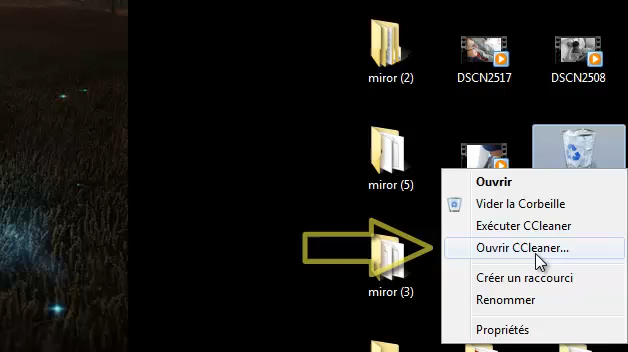 miror (2)
DSCN2517
DSCN2508
miror (5)
Ouvrir
Vider la Corbeille
Exécuter CCleaner
Ouvrir CCleaner...
Créer un raccourci
Renommer
Propriétés
miror (3)